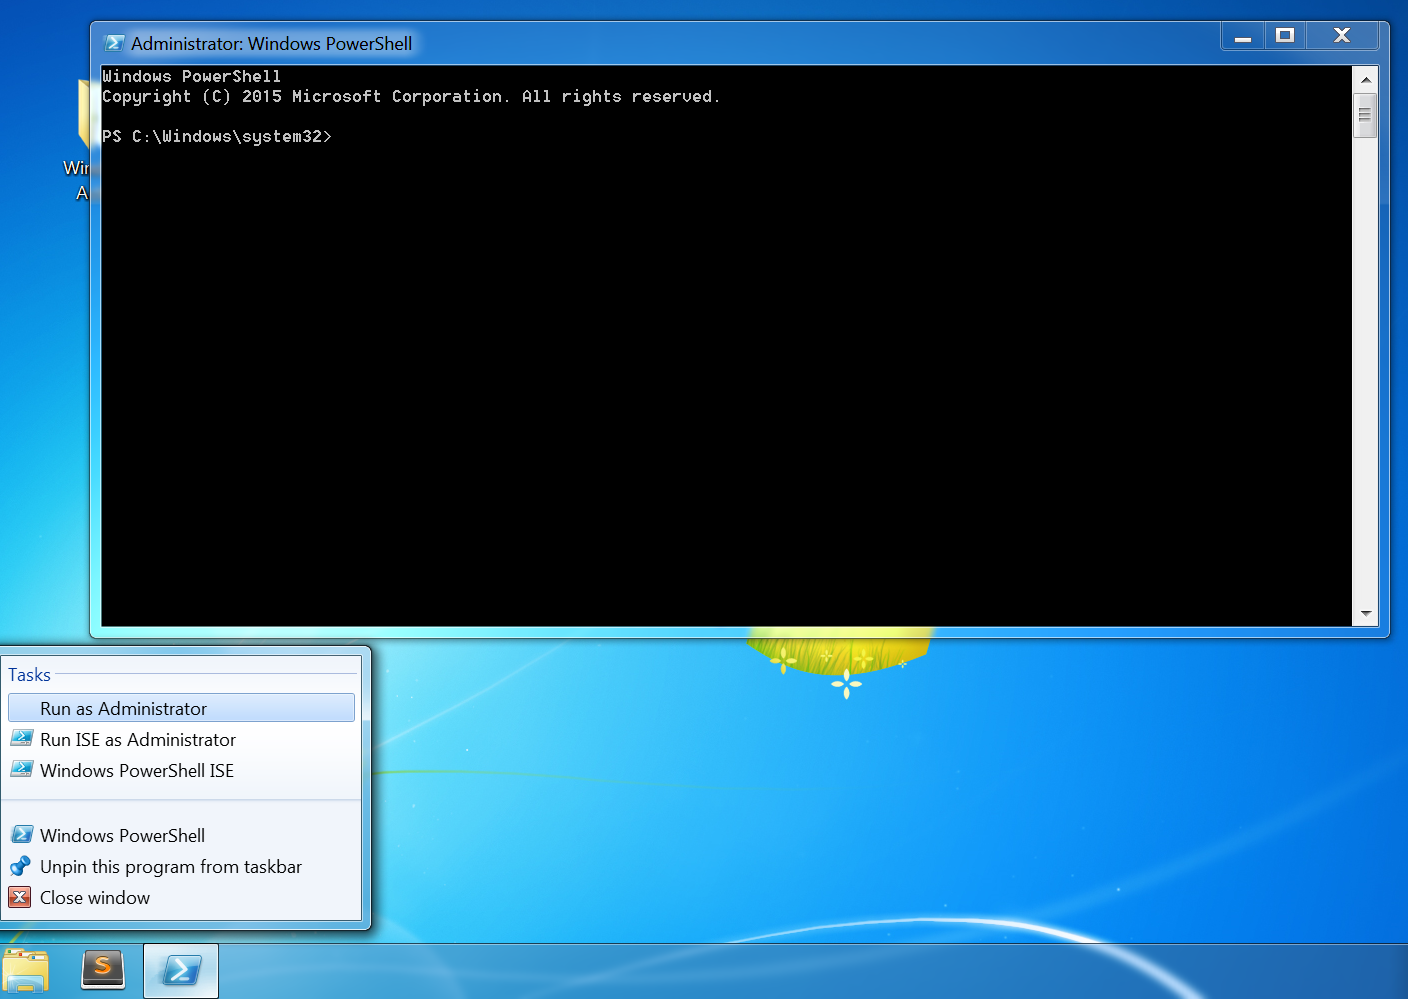 Administrator: Windows PowerShell
Windows PowerShell
Copyright (C) 2015 Microsoft Corporation. All rights reserved.
PS C:\Windows\system32>
Win
A
Tasks
Run as Administrator
Run ISE as Administrator
Windows PowerShell ISE
Windows PowerShell
Unpin this program from taskbar
Close window
S